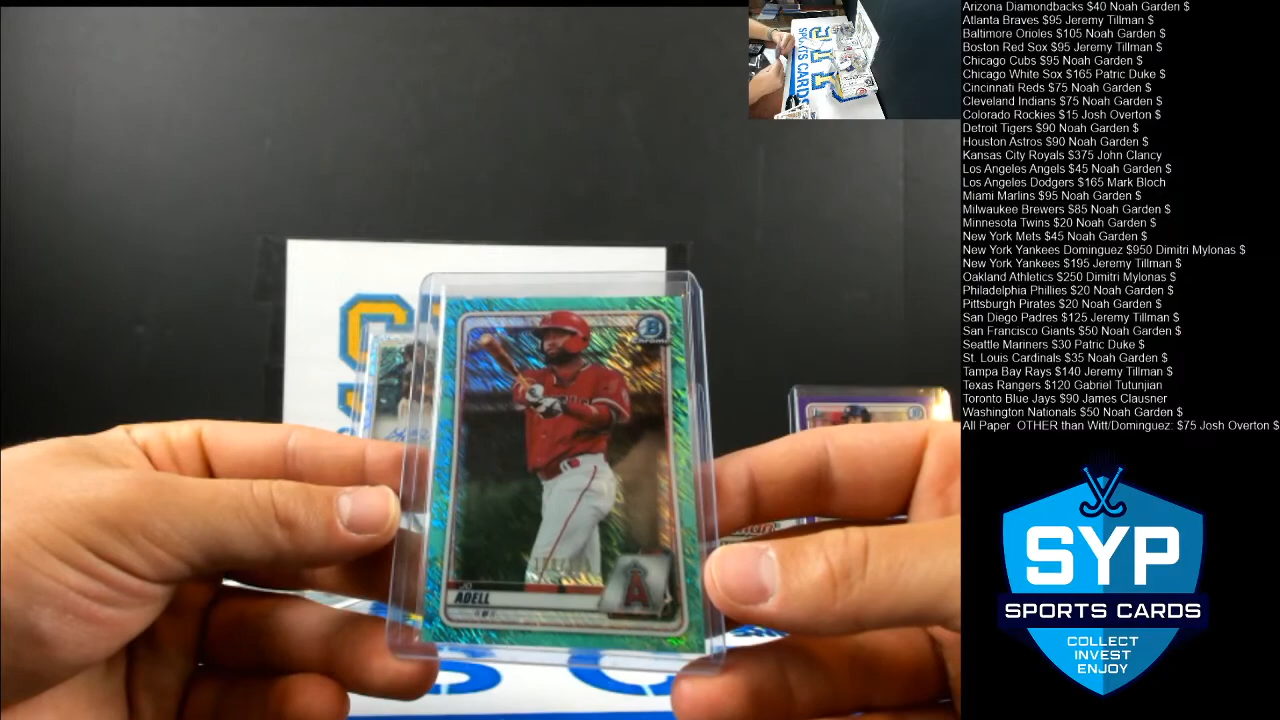 Arizona Diamondbacks $40 Noah Garden $
Atlanta Braves $95 Jeremy Tillman $
Baltimore Orioles $105 Noah Garden $
Boston Red Sox $95 Jeremy Tillman $
Chicago Cubs $95 Noah Garden $
Chicago White Sox $165 Patric Duke $
Cincinnati Reds $75 Noah Garden $
Cleveland Indians $75 Noah Garden $
Colorado Rockies $15 Josh Overton $
Detroit Tigers $90 Noah Garden $
Houston Astros $90 Noah Garden $
Kansas City Royals $375 John Clancy
Los Angeles Angels $45 Noah Garden $
Los Angeles Dodgers $165 Mark Bloch
Miami Marlins $95 Noah Garden $
Milwaukee Brewers $85 Noah Garden $
Minnesota Twins $20 Noah Garden $
New York Mets $45 Noah Garden $
New York Yankees Dominguez $950 Dimitri Mylonas $
New York Yankees $195 Jeremy Tillman $
Oakland Athletics $250 Dimitri Mylonas $
Philadelphia Phillies $20 Noah Garden $
Pittsburgh Pirates $20 Noah Garden $
San Diego Padres $125 Jeremy Tillman $
San Francisco Giants $50 Noah Garden $
Seattle Mariners $30 Patric Duke $
St. Louis Cardinals $35 Noah Garden $
Tampa Bay Rays $140 Jeremy Tillman $
Texas Rangers $120 Gabriel Tutunjian
Toronto Blue Jays $90 James Clausner
Washington Nationals $50 Noah Garden $
All Paper OTHER than Witt/Dominguez: $75 Josh Overton $
SYP
SPORTS CARDS
COLLECT
INVEST
ENJOY
SPORTS CARDS
B
Chrome
JO
ADELL
A